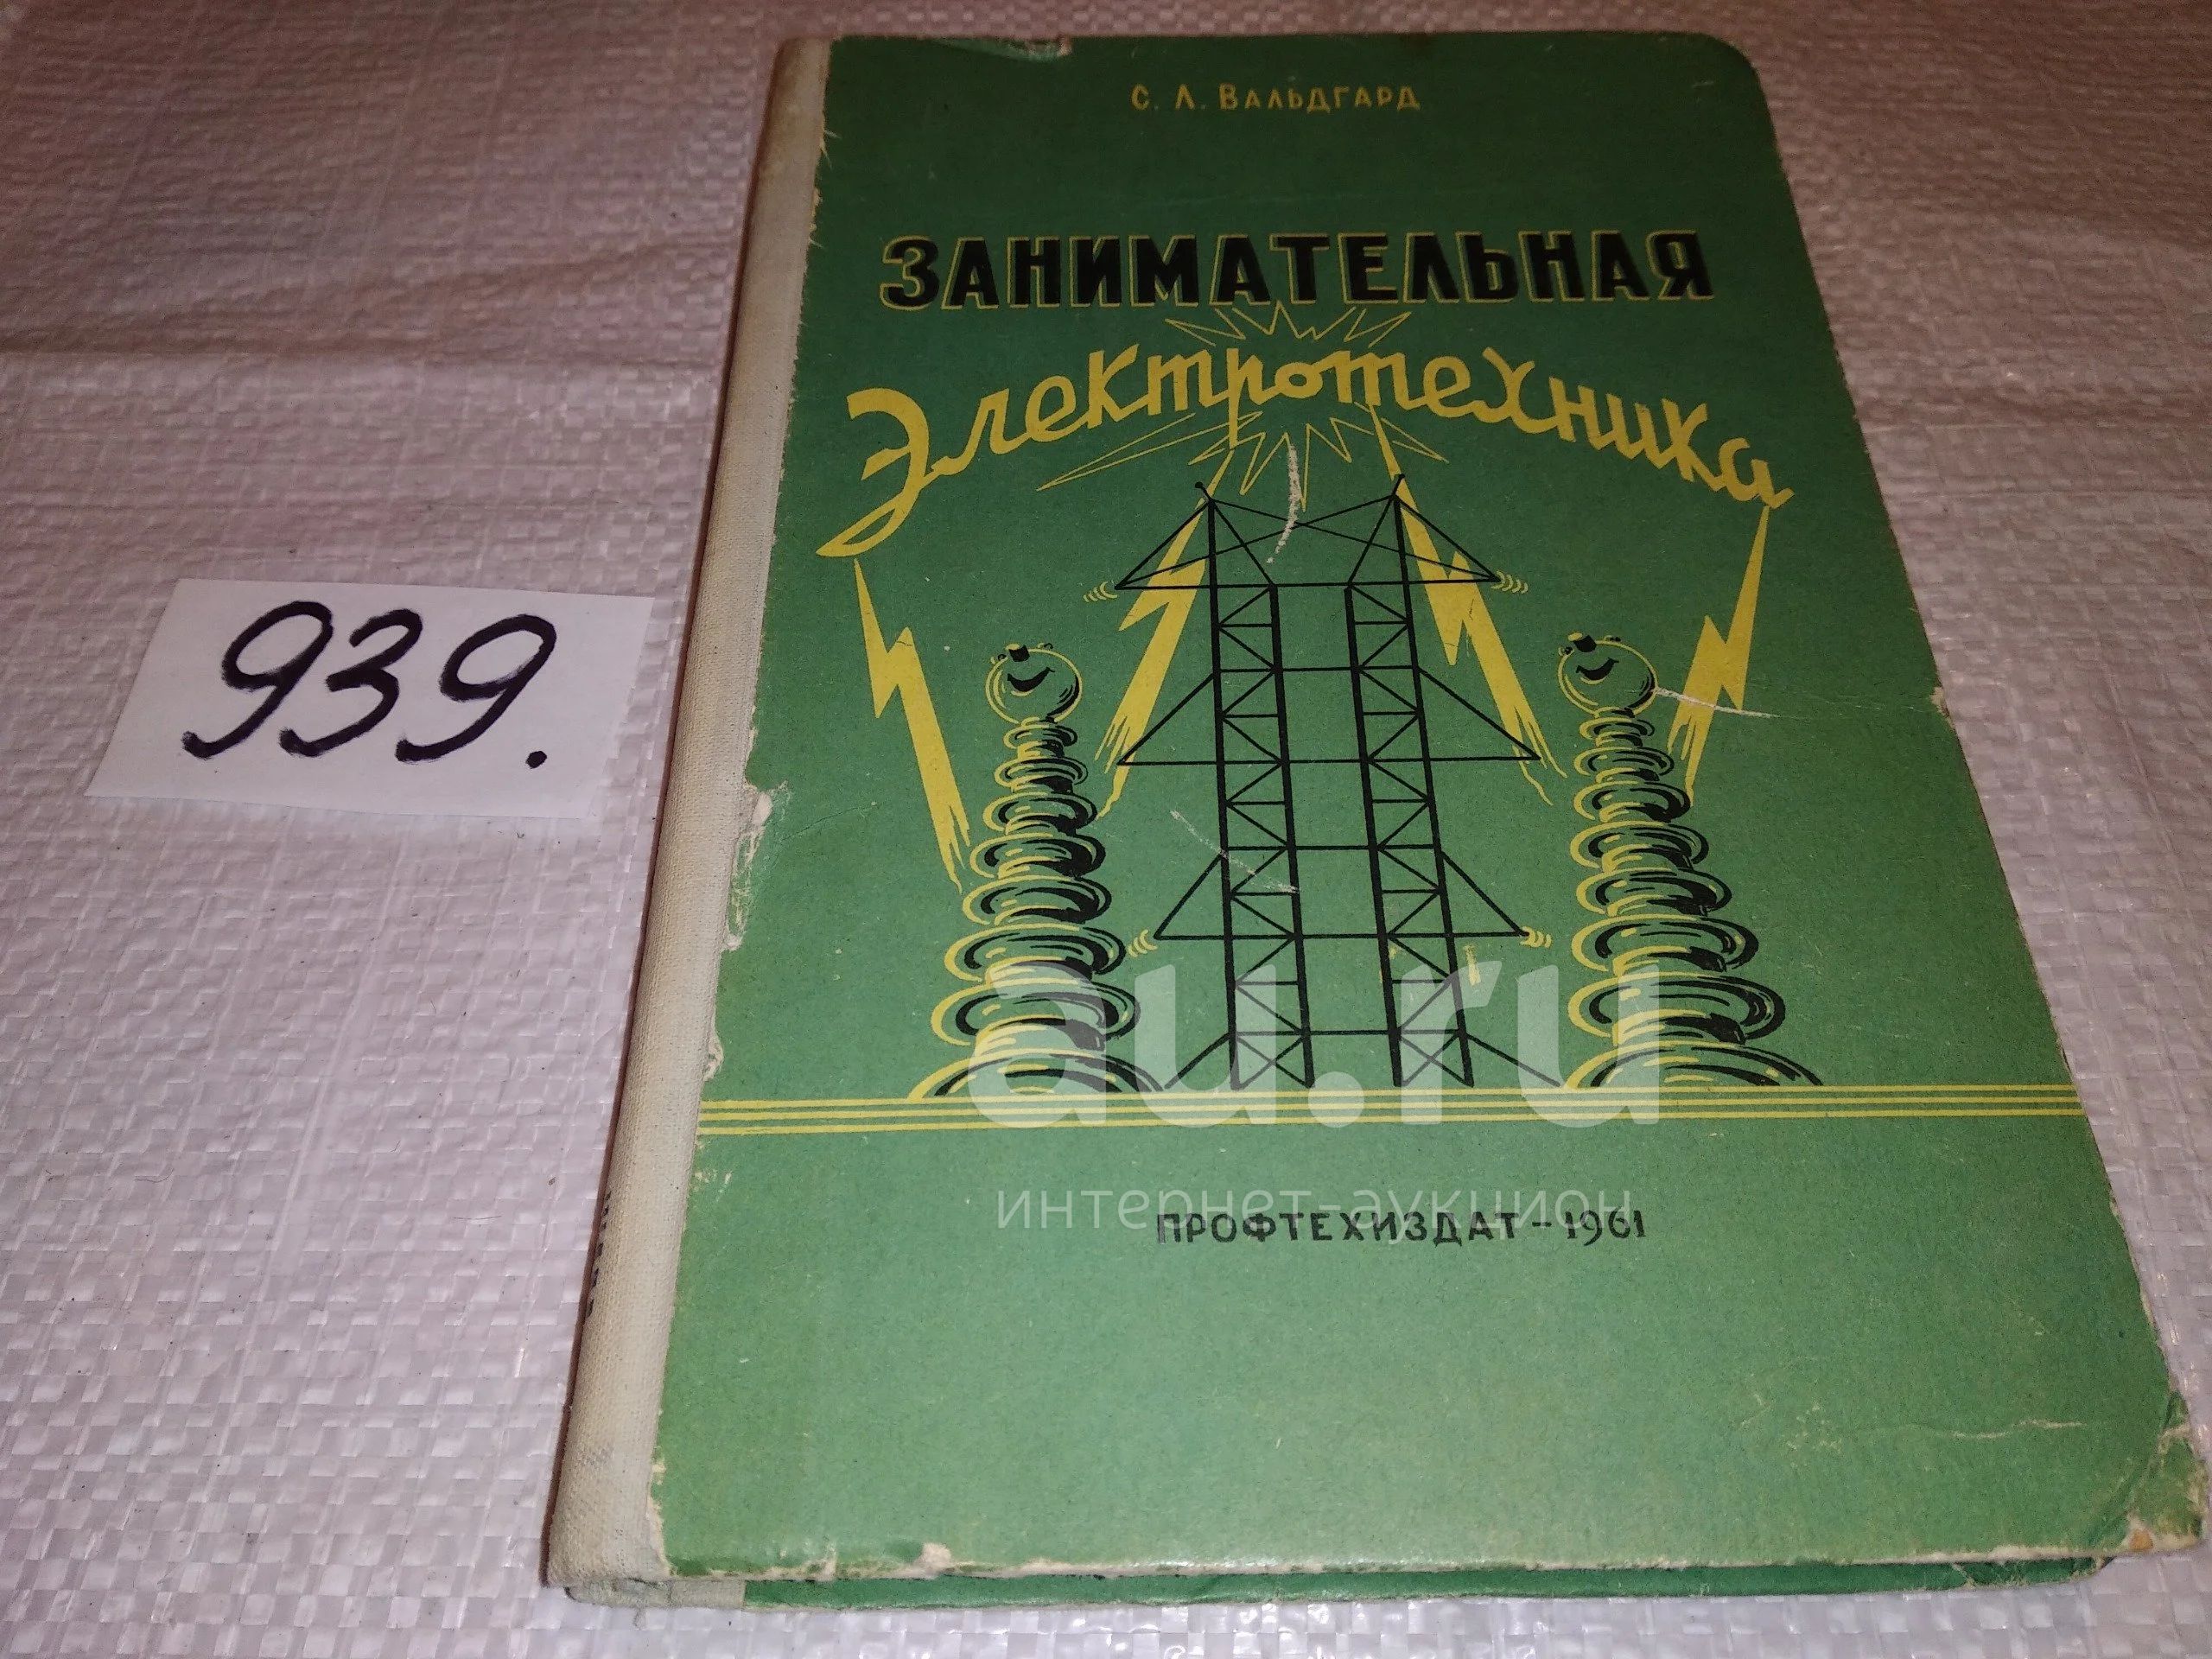 С. Л. ВАЛЬДГАРД
ЗАНИМАТЕЛЬНАЯ
Электротехника
939.
au.ru
интернет-аукцион
ПРОФТЕХИЗДАТ-1961